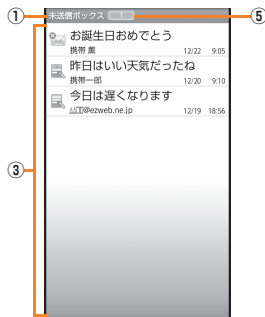 ① 未送信ボックス 1 ⑤
お誕生日おめでとう
携帯 薫 12/22 9:05
昨日はいい天気だったね
携帯一郎 12/20 9:10
今日は遅くなります
@ezweb.ne.jp 12/19 18:56
③